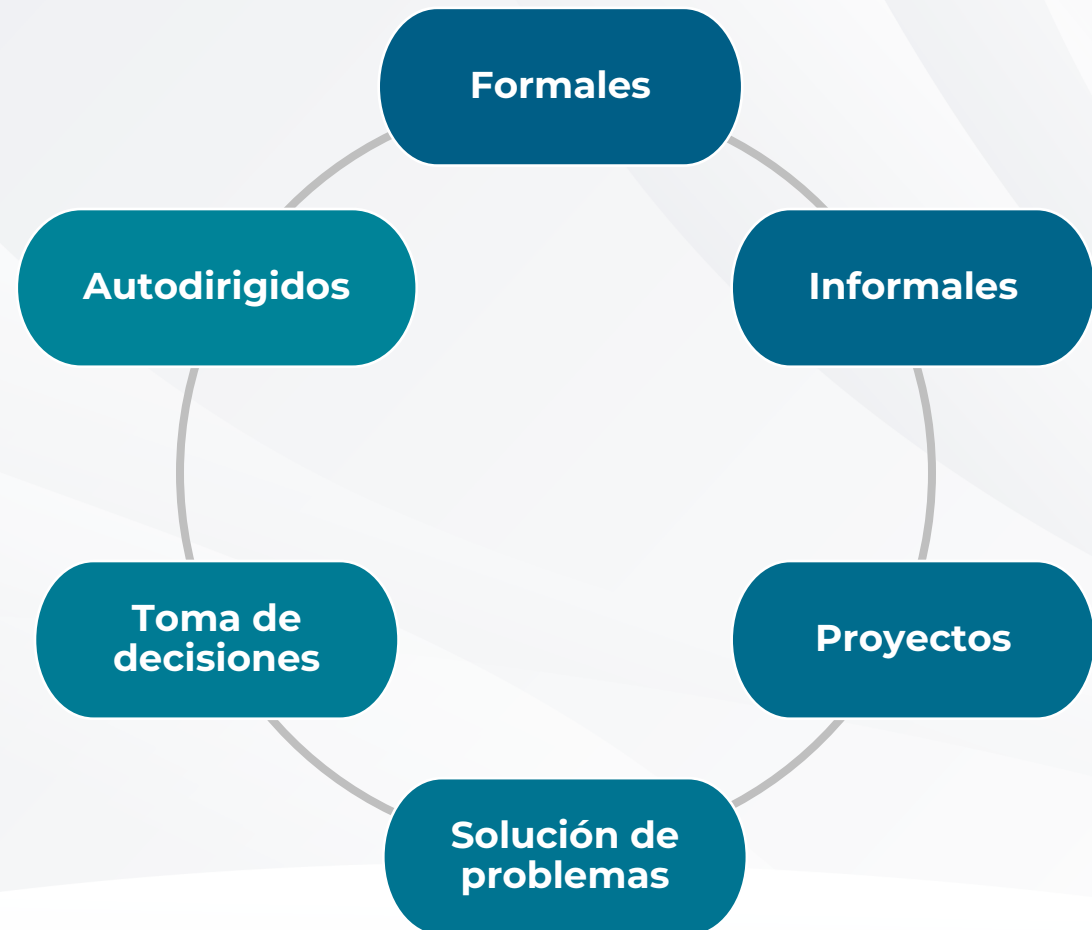 Formales
Informales
Proyectos
Solución de
problemas
Toma de
decisiones
Autodirigidos